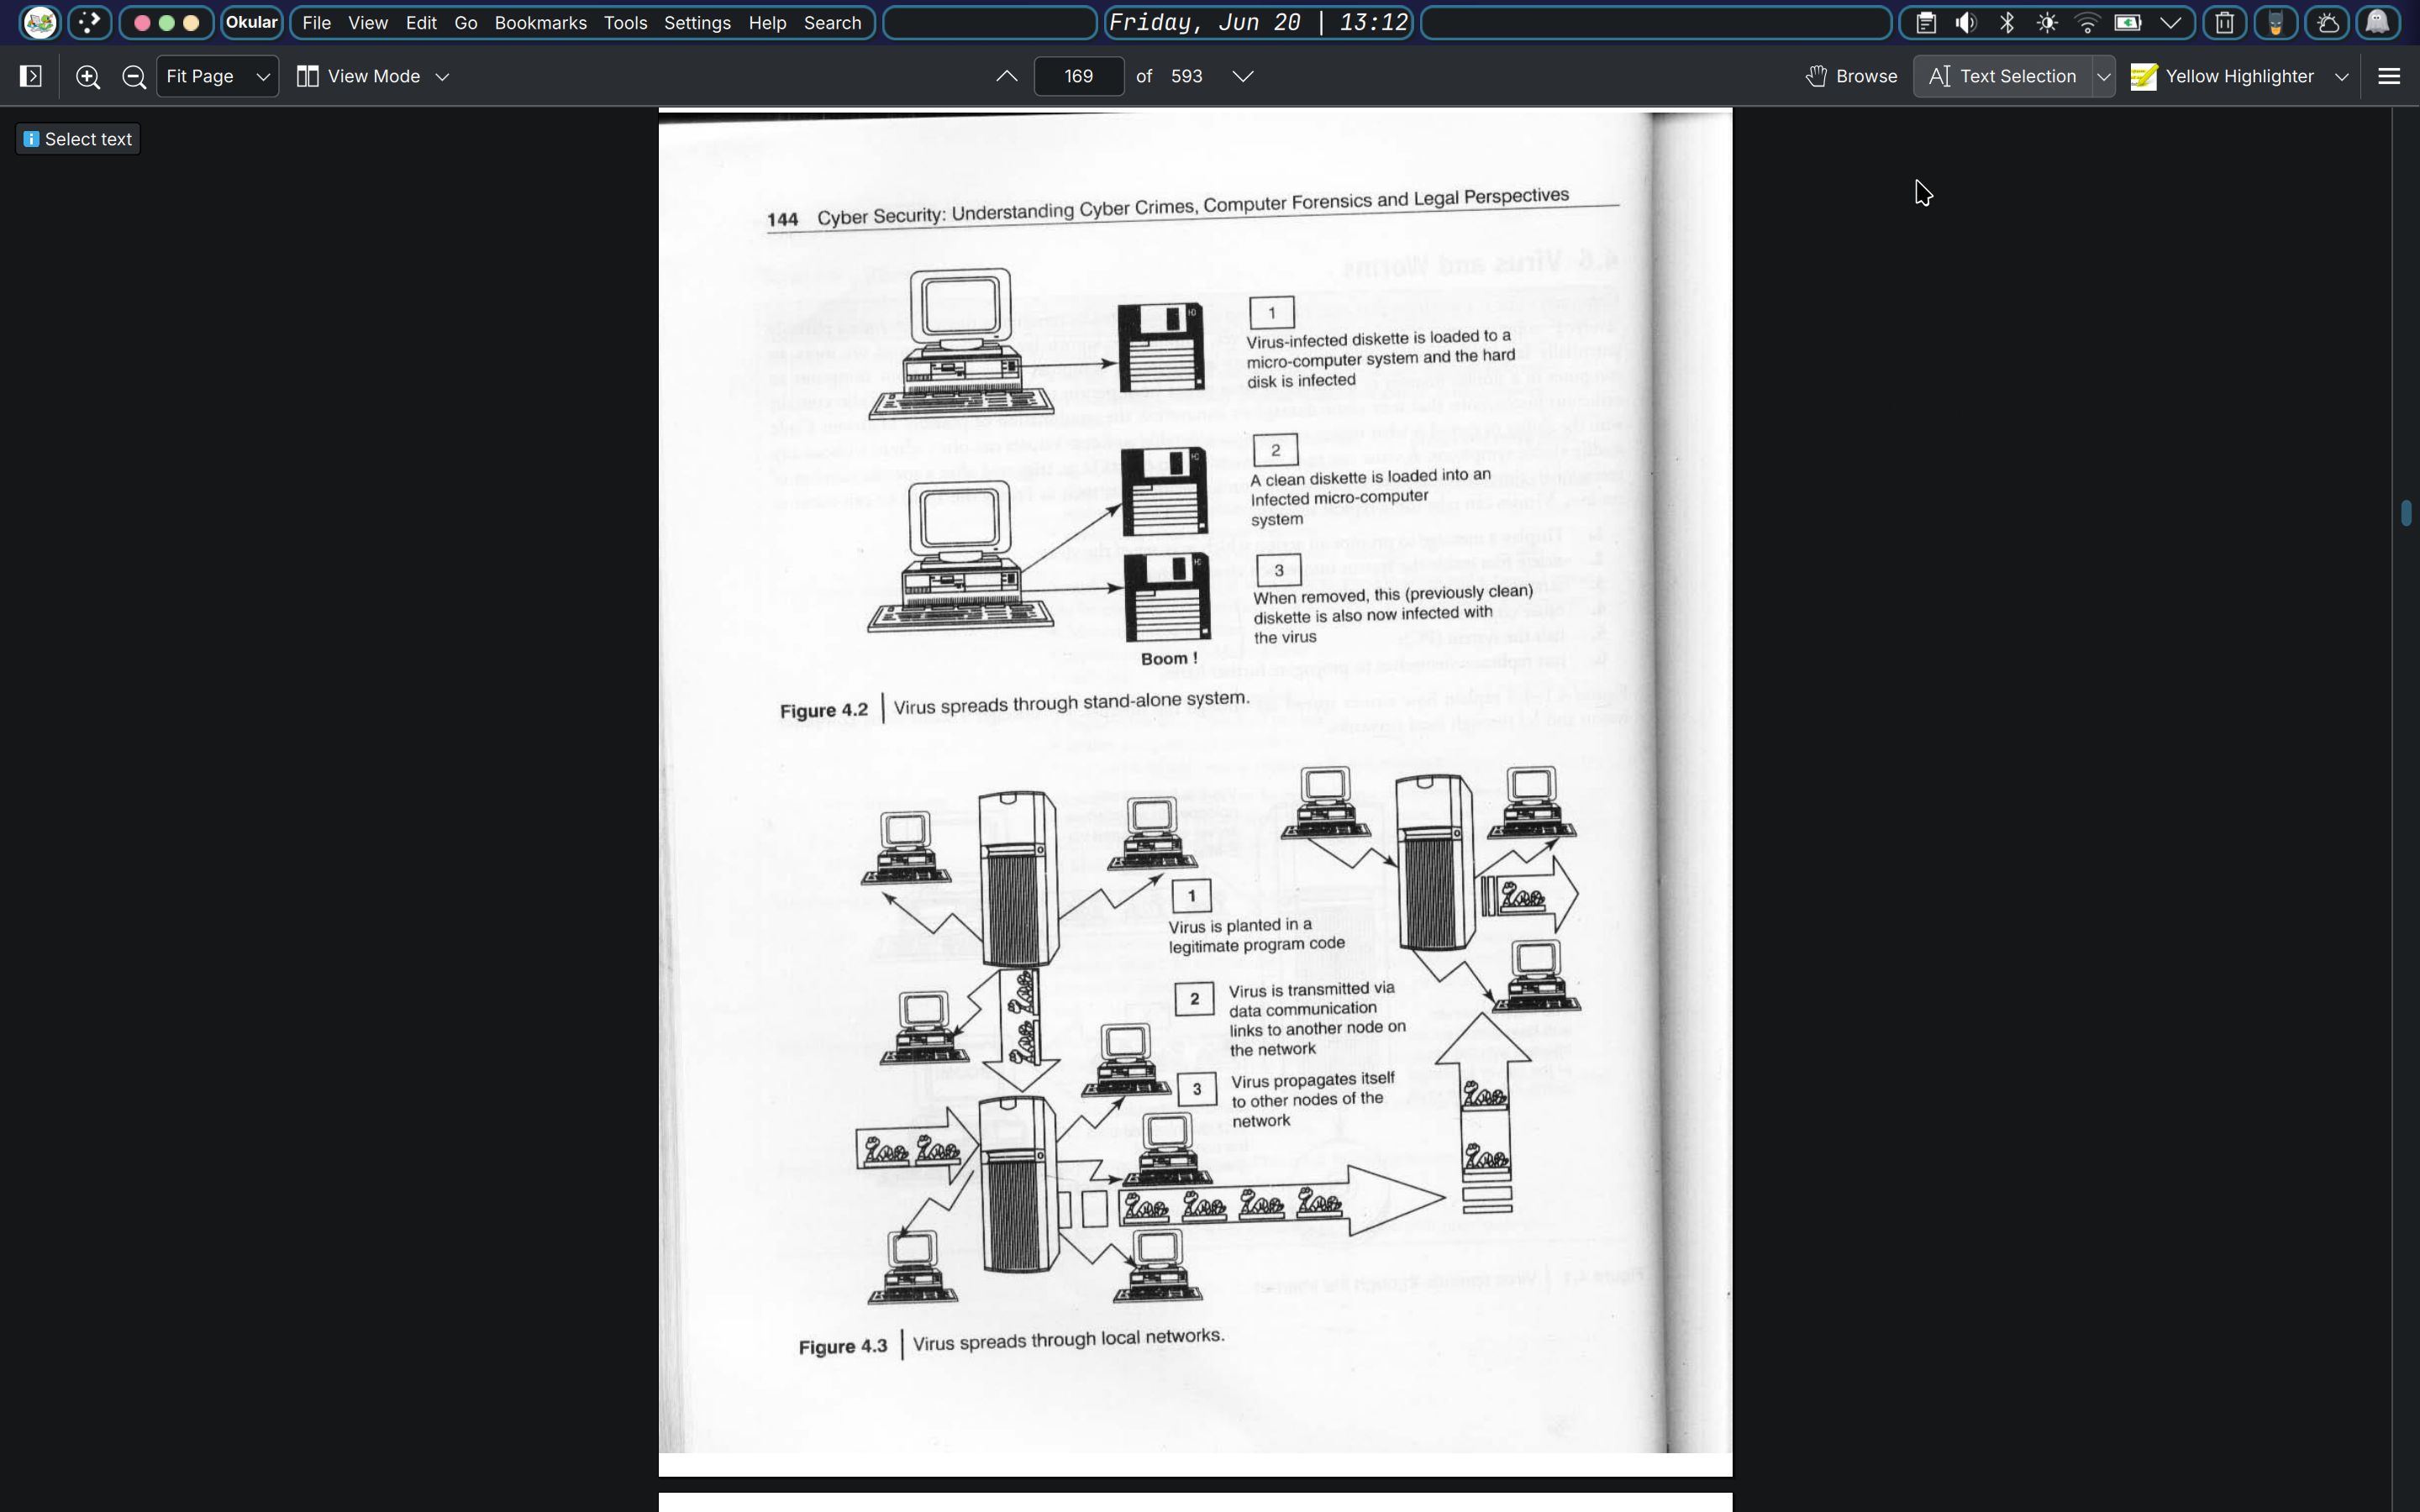 Okular File View Edit Go Bookmarks Tools Settings Help Search Friday, Jun 20 | 13:12
Fit Page View Mode 169 of 593 Browse Text Selection Yellow Highlighter
Select text
144 Cyber Security: Understanding Cyber Crimes, Computer Forensics and Legal Perspectives
1
Virus-infected diskette is loaded to a
micro-computer system and the hard
disk is infected
2
A clean diskette is loaded into an
Infected micro-computer
system
3
When removed, this (previously clean)
diskette is also now infected with
the virus
Boom !
Figure 4.2 | Virus spreads through stand-alone system.
1
Virus is planted in a
legitimate program code
2
Virus is transmitted via
data communication
links to another node on
the network
3
Virus propagates itself
to other nodes of the
network
Figure 4.3 | Virus spreads through local networks.